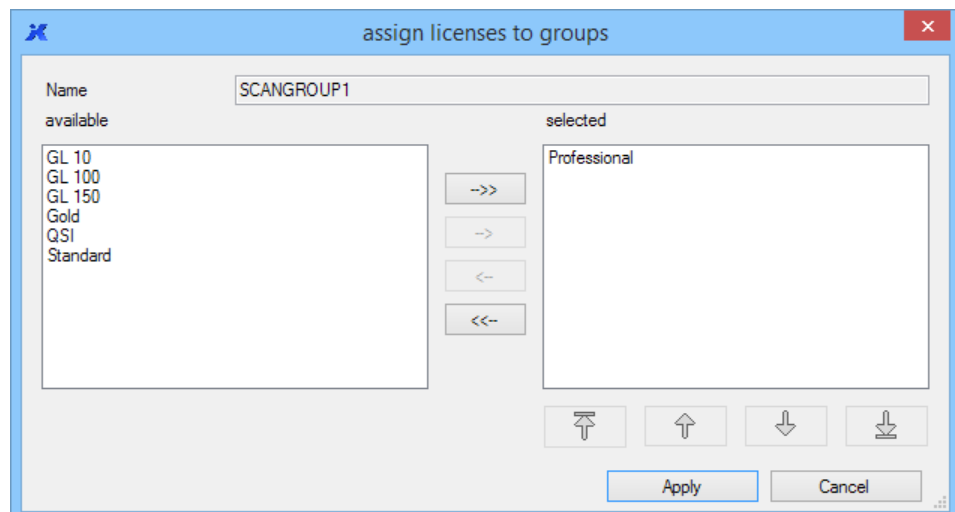 assign licenses to groups
Name
SCANGROUP1
available
selected
GL 10
GL 100
GL 150
Gold
QSI
Standard
Professional
-->>
-->
<--
<<--
Apply
Cancel